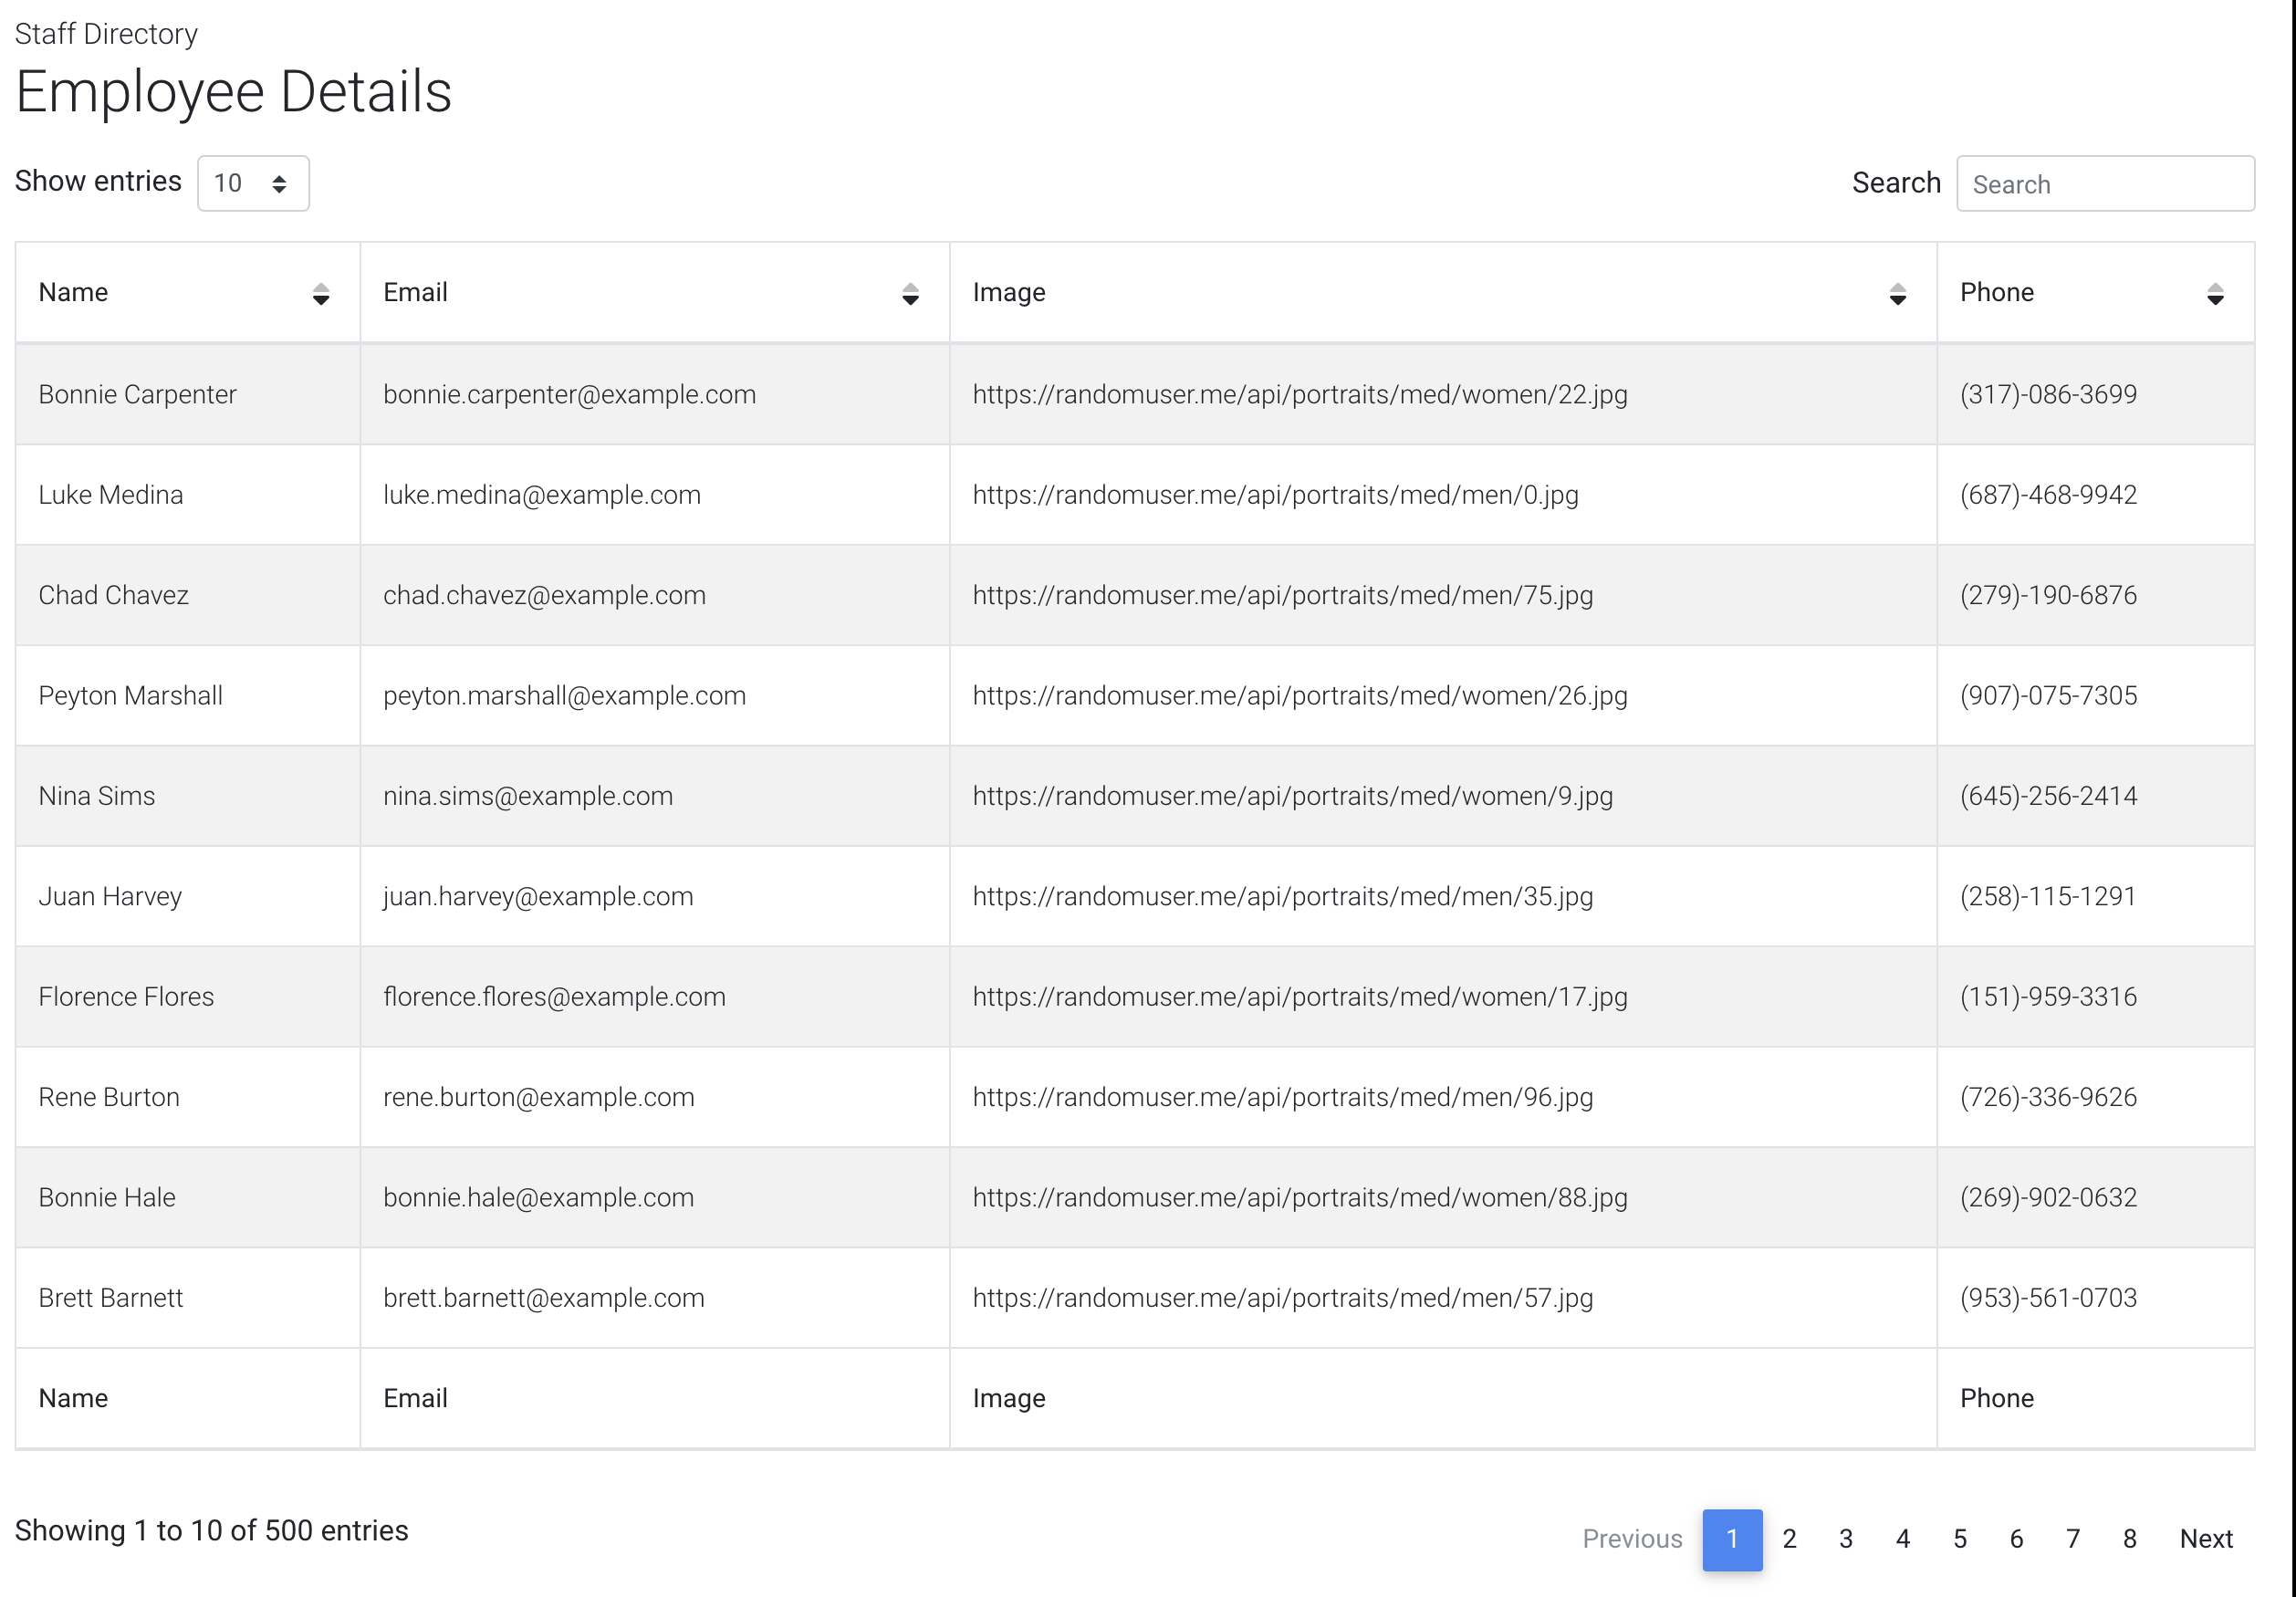 Staff Directory
Employee Details
Show entries 10 Search Search
Name Email Image Phone
Bonnie Carpenter bonnie.carpenter@example.com https://randomuser.me/api/portraits/med/women/22.jpg (317)-086-3699
Luke Medina luke.medina@example.com https://randomuser.me/api/portraits/med/men/0.jpg (687)-468-9942
Chad Chavez chad.chavez@example.com https://randomuser.me/api/portraits/med/men/75.jpg (279)-190-6876
Peyton Marshall peyton.marshall@example.com https://randomuser.me/api/portraits/med/women/26.jpg (907)-075-7305
Nina Sims nina.sims@example.com https://randomuser.me/api/portraits/med/women/9.jpg (645)-256-2414
Juan Harvey juan.harvey@example.com https://randomuser.me/api/portraits/med/men/35.jpg (258)-115-1291
Florence Flores florence.flores@example.com https://randomuser.me/api/portraits/med/women/17.jpg (151)-959-3316
Rene Burton rene.burton@example.com https://randomuser.me/api/portraits/med/men/96.jpg (726)-336-9626
Bonnie Hale bonnie.hale@example.com https://randomuser.me/api/portraits/med/women/88.jpg (269)-902-0632
Brett Barnett brett.barnett@example.com https://randomuser.me/api/portraits/med/men/57.jpg (953)-561-0703
Name Email Image Phone
Showing 1 to 10 of 500 entries Previous 1 2 3 4 5 6 7 8 Next